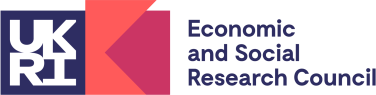 UK
RI
Economic
and Social
Research Council